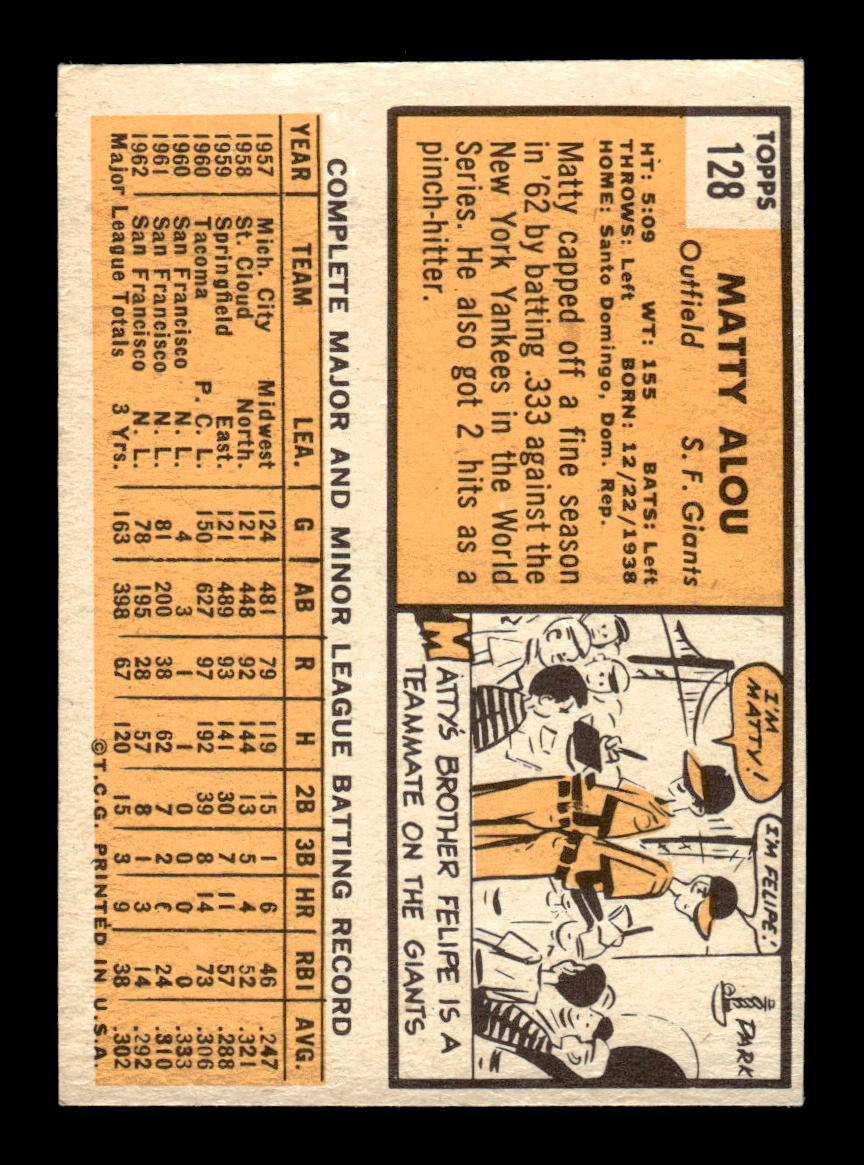 TOPPS
128
MATTY ALOU
Outfield S. F. Giants
HT: 5:09 WT: 155 BATS: Left
THROWS: Left BORN: 12/22/1938
HOME: Santo Domingo, Dom. Rep.
Matty capped off a fine season
in '62 by batting .333 against the
New York Yankees in the World
Series. He also got 2 hits as a
pinch-hitter.
I'M
MATTY!
I'M FELIPE!
PARK
MATTY'S BROTHER FELIPE IS A
TEAMMATE ON THE GIANTS
COMPLETE MAJOR AND MINOR LEAGUE BATTING RECORD
YEAR TEAM LEA. G AB R H 2B 3B HR RBI AVG.
1957 Mich. City Midwest 124 481 79 119 15 1 6 46 .247
1958 St. Cloud North. 121 448 92 144 13 5 4 52 .321
1959 Springfield East. 121 489 93 141 30 7 11 57 .288
1960 Tacoma P. C. L. 150 627 97 192 39 8 14 73 .306
1960 San Francisco N. L. 4 3 1 1 0 0 0 0 .333
1961 San Francisco N. L. 81 200 38 62 7 2 24 .310
1962 San Francisco N. L. 78 195 28 57 8 1 3 14 .292
Major League Totals 3 Yrs. 163 398 67 120 15 3 9 38 .302
©T.C.G. PRINTED IN U.S.A.